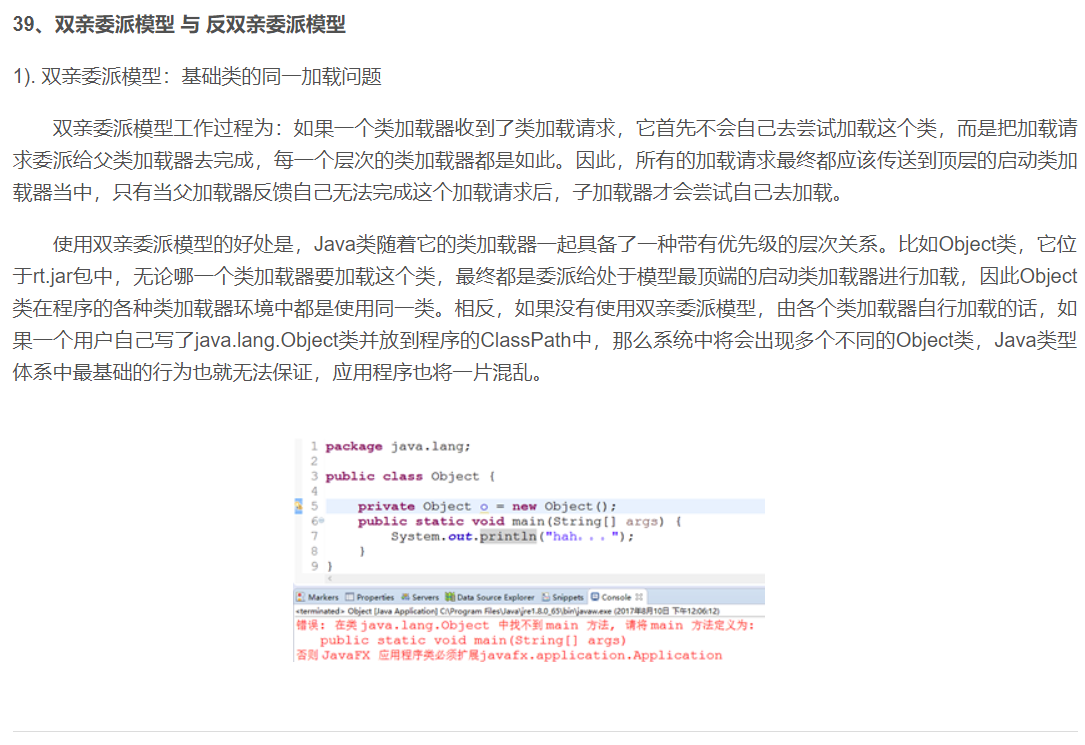 39、双亲委派模型 与 反双亲委派模型
1). 双亲委派模型：基础类的同一加载问题
双亲委派模型工作过程为：如果一个类加载器收到了类加载请求，它首先不会自己去尝试加载这个类，而是把加载请
求委派给父类加载器去完成，每一个层次的类加载器都是如此。因此，所有的加载请求最终都应该传送到顶层的启动类加
载器当中，只有当父加载器反馈自己无法完成这个加载请求后，子加载器才会尝试自己去加载。
使用双亲委派模型的好处是，Java类随着它的类加载器一起具备了一种带有优先级的层次关系。比如Object类，它位
于rt.jar包中，无论哪一个类加载器要加载这个类，最终都是委派给处于模型最顶端的启动类加载器进行加载，因此Object
类在程序的各种类加载器环境中都是使用同一类。相反，如果没有使用双亲委派模型，由各个类加载器自行加载的话，如
果一个用户自己写了java.lang.Object类并放到程序的ClassPath中，那么系统中将会出现多个不同的Object类，Java类型
体系中最基础的行为也就无法保证，应用程序也将一片混乱。
1 package java.lang;
2
3 public class Object {
4
5 private Object o = new Object();
6 public static void main(String[] args) {
7 System.out.println("hah...");
8 }
9 }
Markers Properties Servers Data Source Explorer Snippets Console
<terminated> Object [Java Application] C:\Program Files\Java\jre1.8.0_65\bin\javaw.exe (2017年8月10日 下午12:06:12)
错误: 在类 java.lang.Object 中找不到 main 方法, 请将 main 方法定义为:
public static void main(String[] args)
否则 JavaFX 应用程序类必须扩展javafx.application.Application